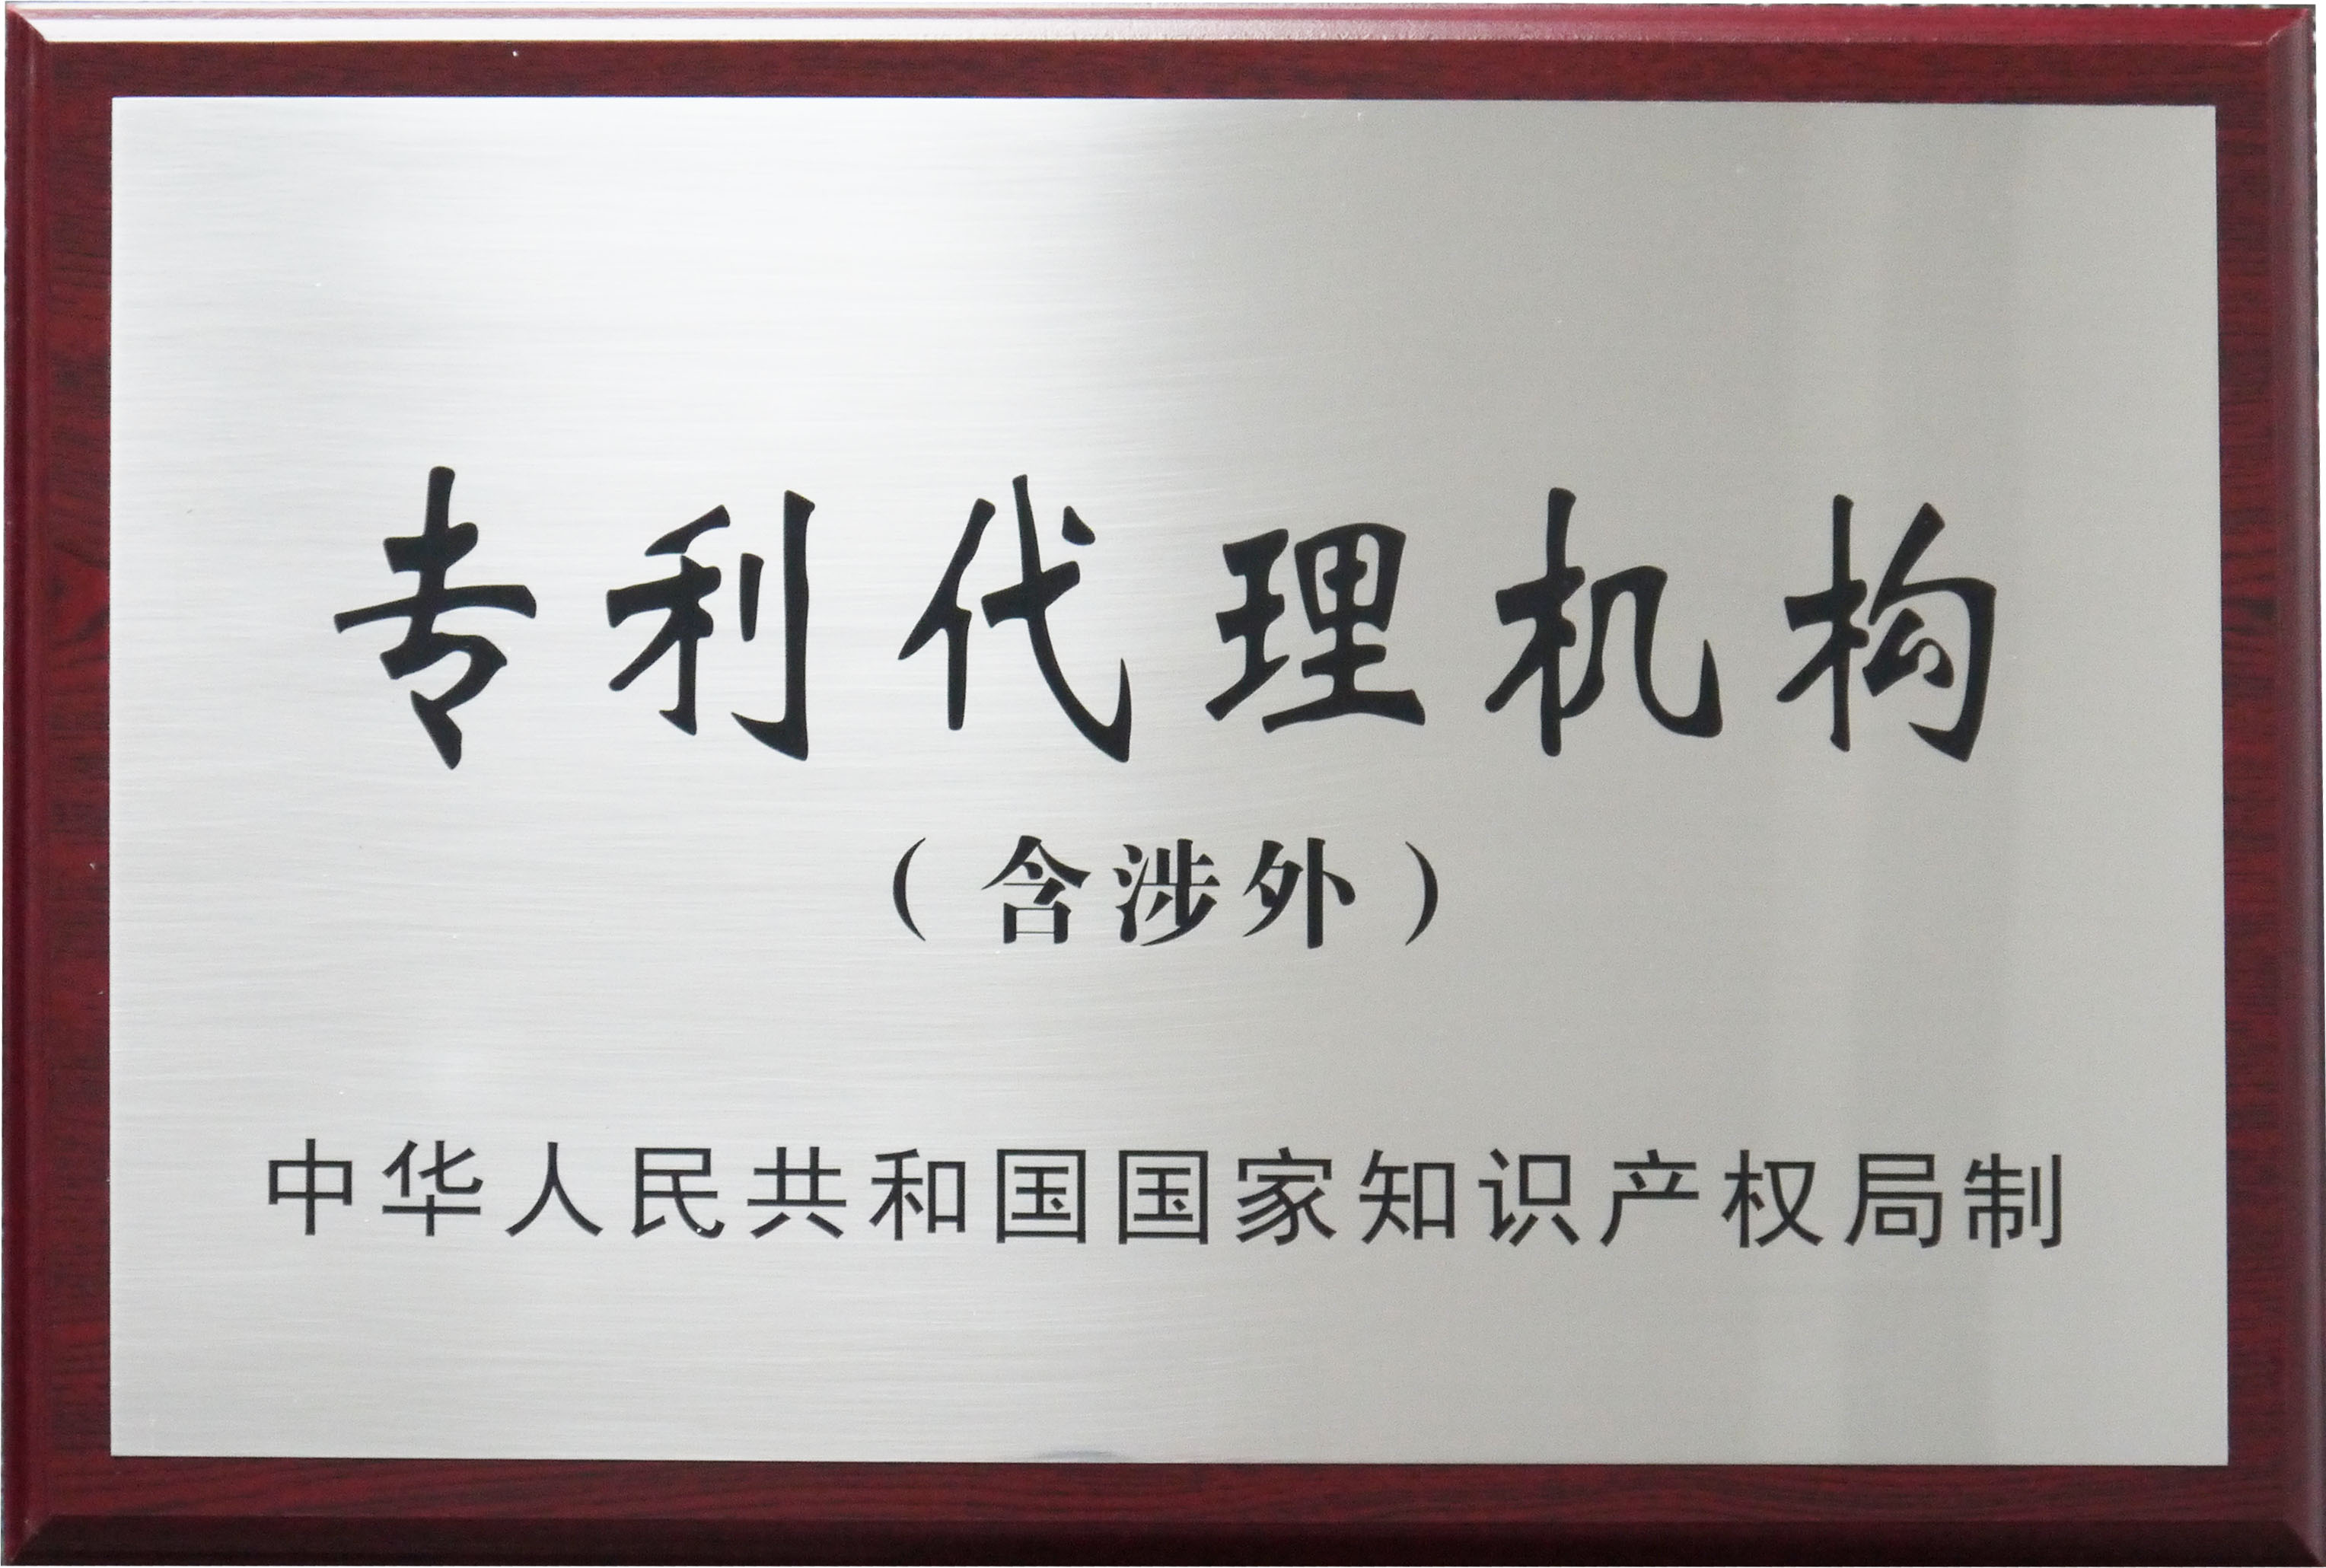 专利代理机构
（含涉外）
中华人民共和国国家知识产权局制